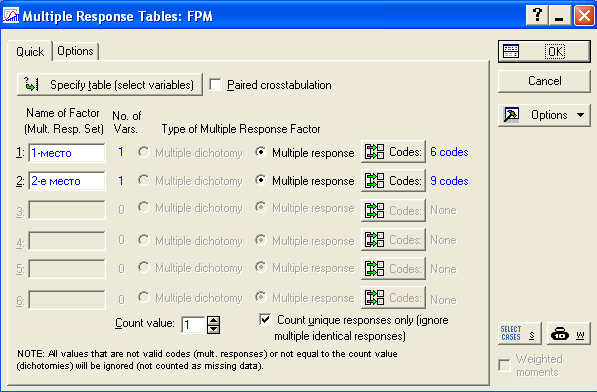 Multiple Response Tables: FPM
Quick Options
Specify table (select variables) Paired crosstabulation
Name of Factor No. of
(Mult. Resp. Set) Vars. Type of Multiple Response Factor
1: 1-место 1 Multiple dichotomy Multiple response Codes: 6 codes
2: 2-е место 1 Multiple dichotomy Multiple response Codes: 9 codes
3: 0 Multiple dichotomy Multiple response Codes: None
4: 0 Multiple dichotomy Multiple response Codes: None
5: 0 Multiple dichotomy Multiple response Codes: None
6: 0 Multiple dichotomy Multiple response Codes: None
Count value: 1 Count unique responses only (ignore
multiple identical responses)
NOTE: All values that are not valid codes (mult. responses) or not equal to the count value
(dichotomies) will be ignored (not counted as missing data).
OK
Cancel
Options
SELECT
CASES S W
Weighted
moments